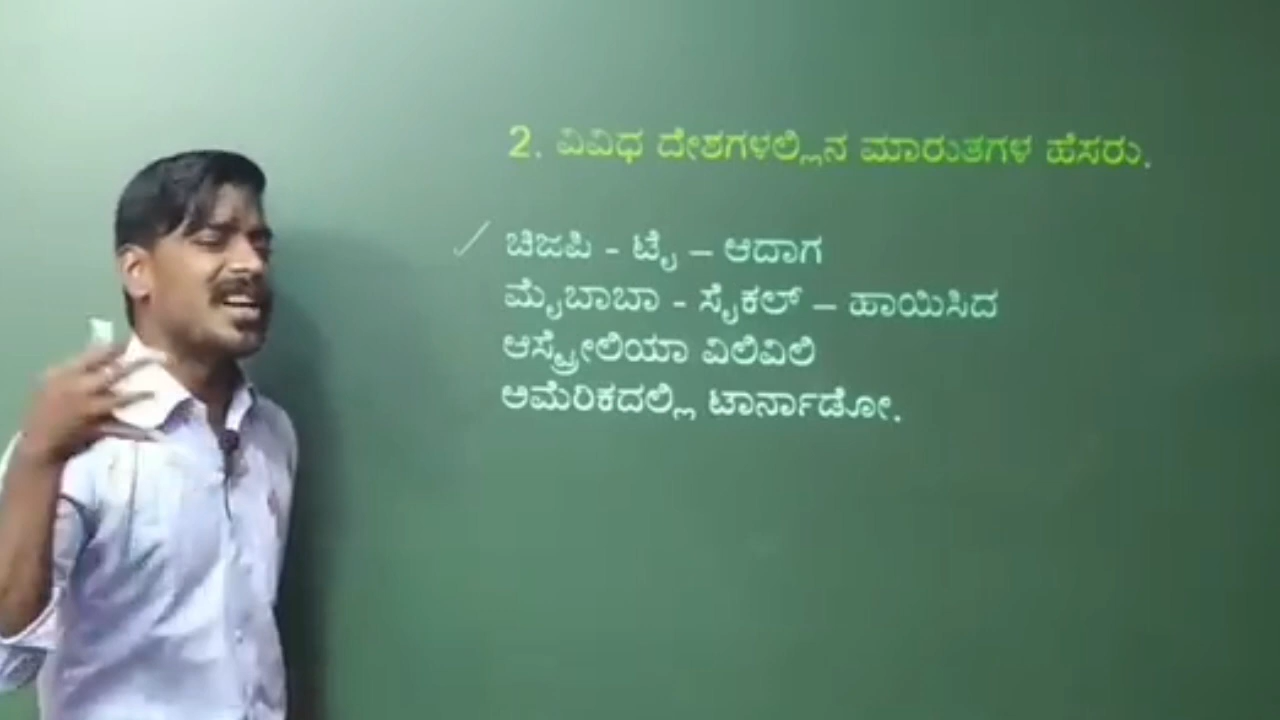 2. ವಿವಿಧ ದೇಶಗಳಲ್ಲಿನ ಮಾರುತಗಳ ಹೆಸರು.
ಚಿಜಪಿ - ಟೈ – ಆದಾಗ
ಮೈಬಾಬಾ - ಸೈಕಲ್ – ಹಾಯಿಸಿದ
ಆಸ್ಟ್ರೇಲಿಯಾ ವಿಲಿವಿಲಿ
ಅಮೆರಿಕದಲ್ಲಿ ಟಾರ್ನಾಡೋ.